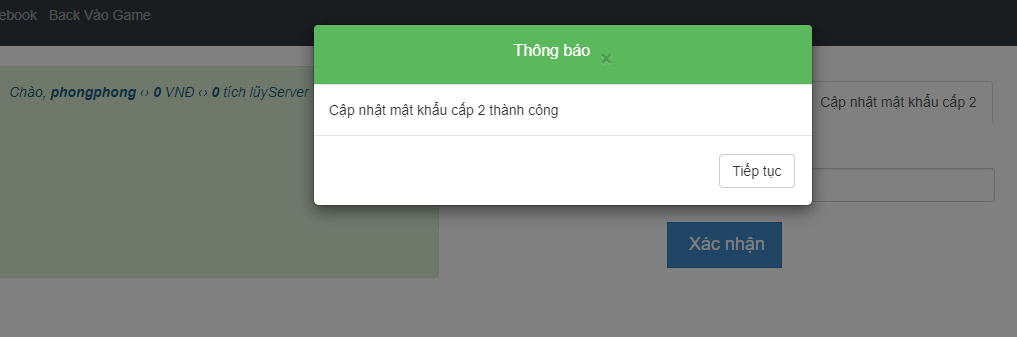 ebook Back Vào Game
Thông báo ×
Chào, phongphong ‹› 0 VNĐ ‹› 0 tích lũyServer
Cập nhật mật khẩu cấp 2
Cập nhật mật khẩu cấp 2 thành công
Tiếp tục
Xác nhận